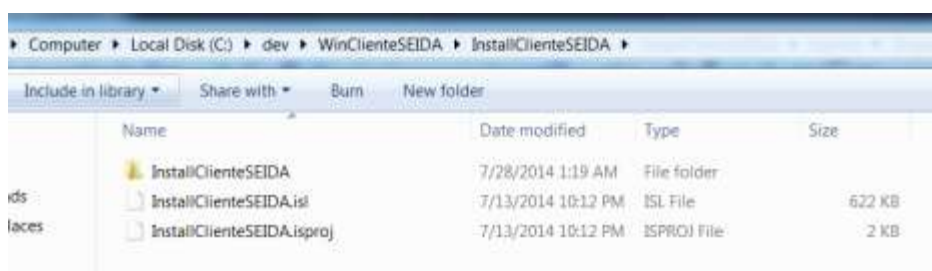 Computer ▸ Local Disk (C:) ▸ dev ▸ WinClienteSEIDA ▸ InstallClienteSEIDA ▸
Include in library Share with Burn New folder
Name Date modified Type Size
InstallClienteSEIDA 7/28/2014 1:19 AM File folder
ds InstallClienteSEIDA.isl 7/13/2014 10:12 PM ISL File 622 KB
laces InstallClienteSEIDA.isproj 7/13/2014 10:12 PM ISPROJ File 2 KB